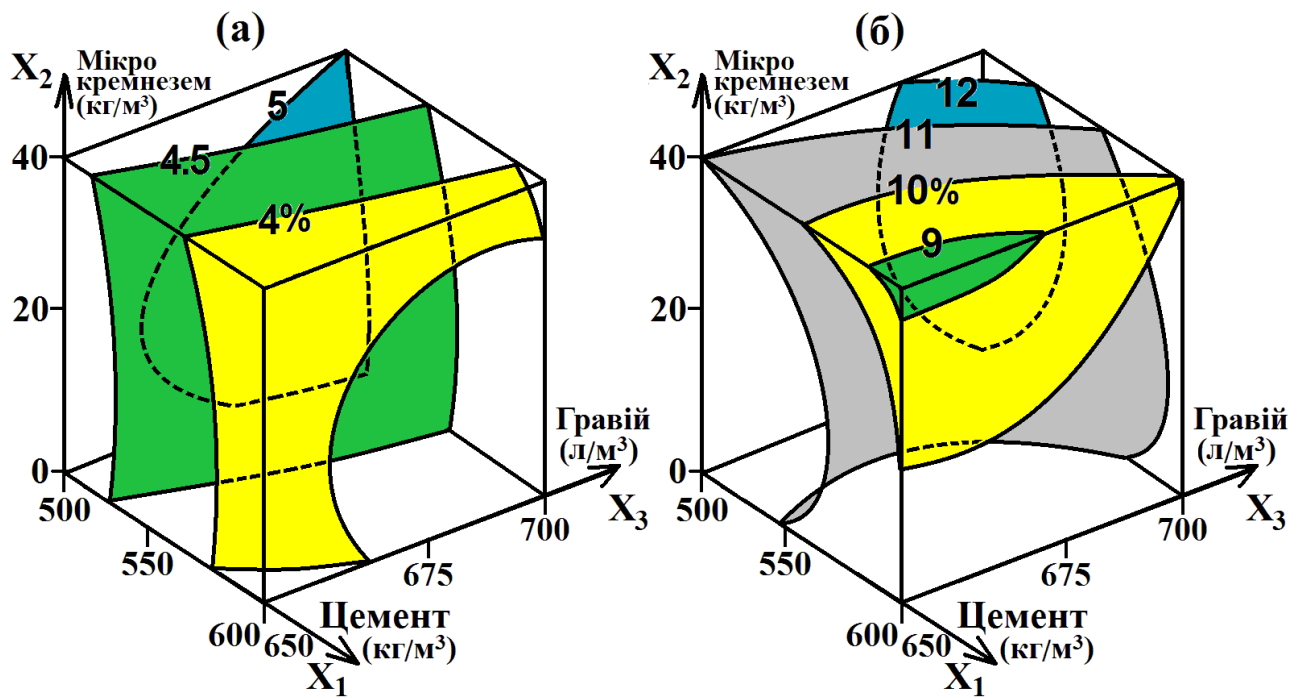 (а)
X₂
Мікро
кремнезем
(кг/м³)
40
20
0
500
550
600
650
X₁
Цемент
(кг/м³)
675
700
X₃
Гравій
(л/м³)
5
4.5
4%
(б)
X₂
Мікро
кремнезем
(кг/м³)
40
20
0
500
550
600
650
X₁
Цемент
(кг/м³)
675
700
X₃
Гравій
(л/м³)
12
11
10%
9